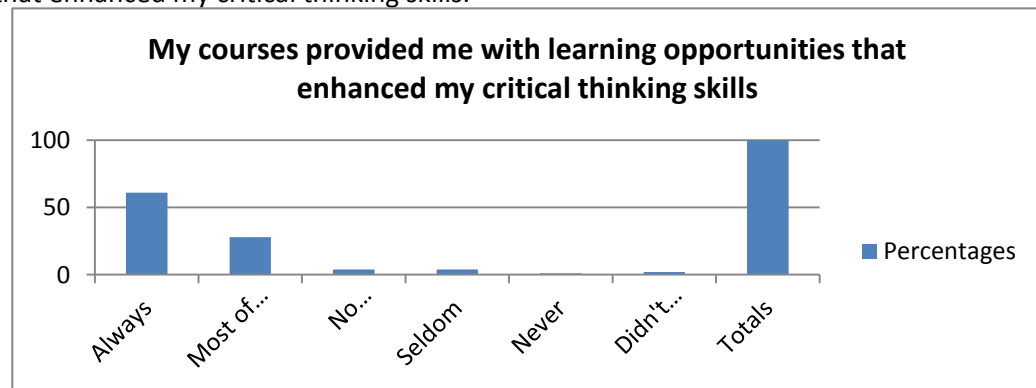 that enhanced my critical thinking skills.
My courses provided me with learning opportunities that
enhanced my critical thinking skills
100
50
0
Always
Most of...
No...
Seldom
Never
Didn't...
Totals
Percentages